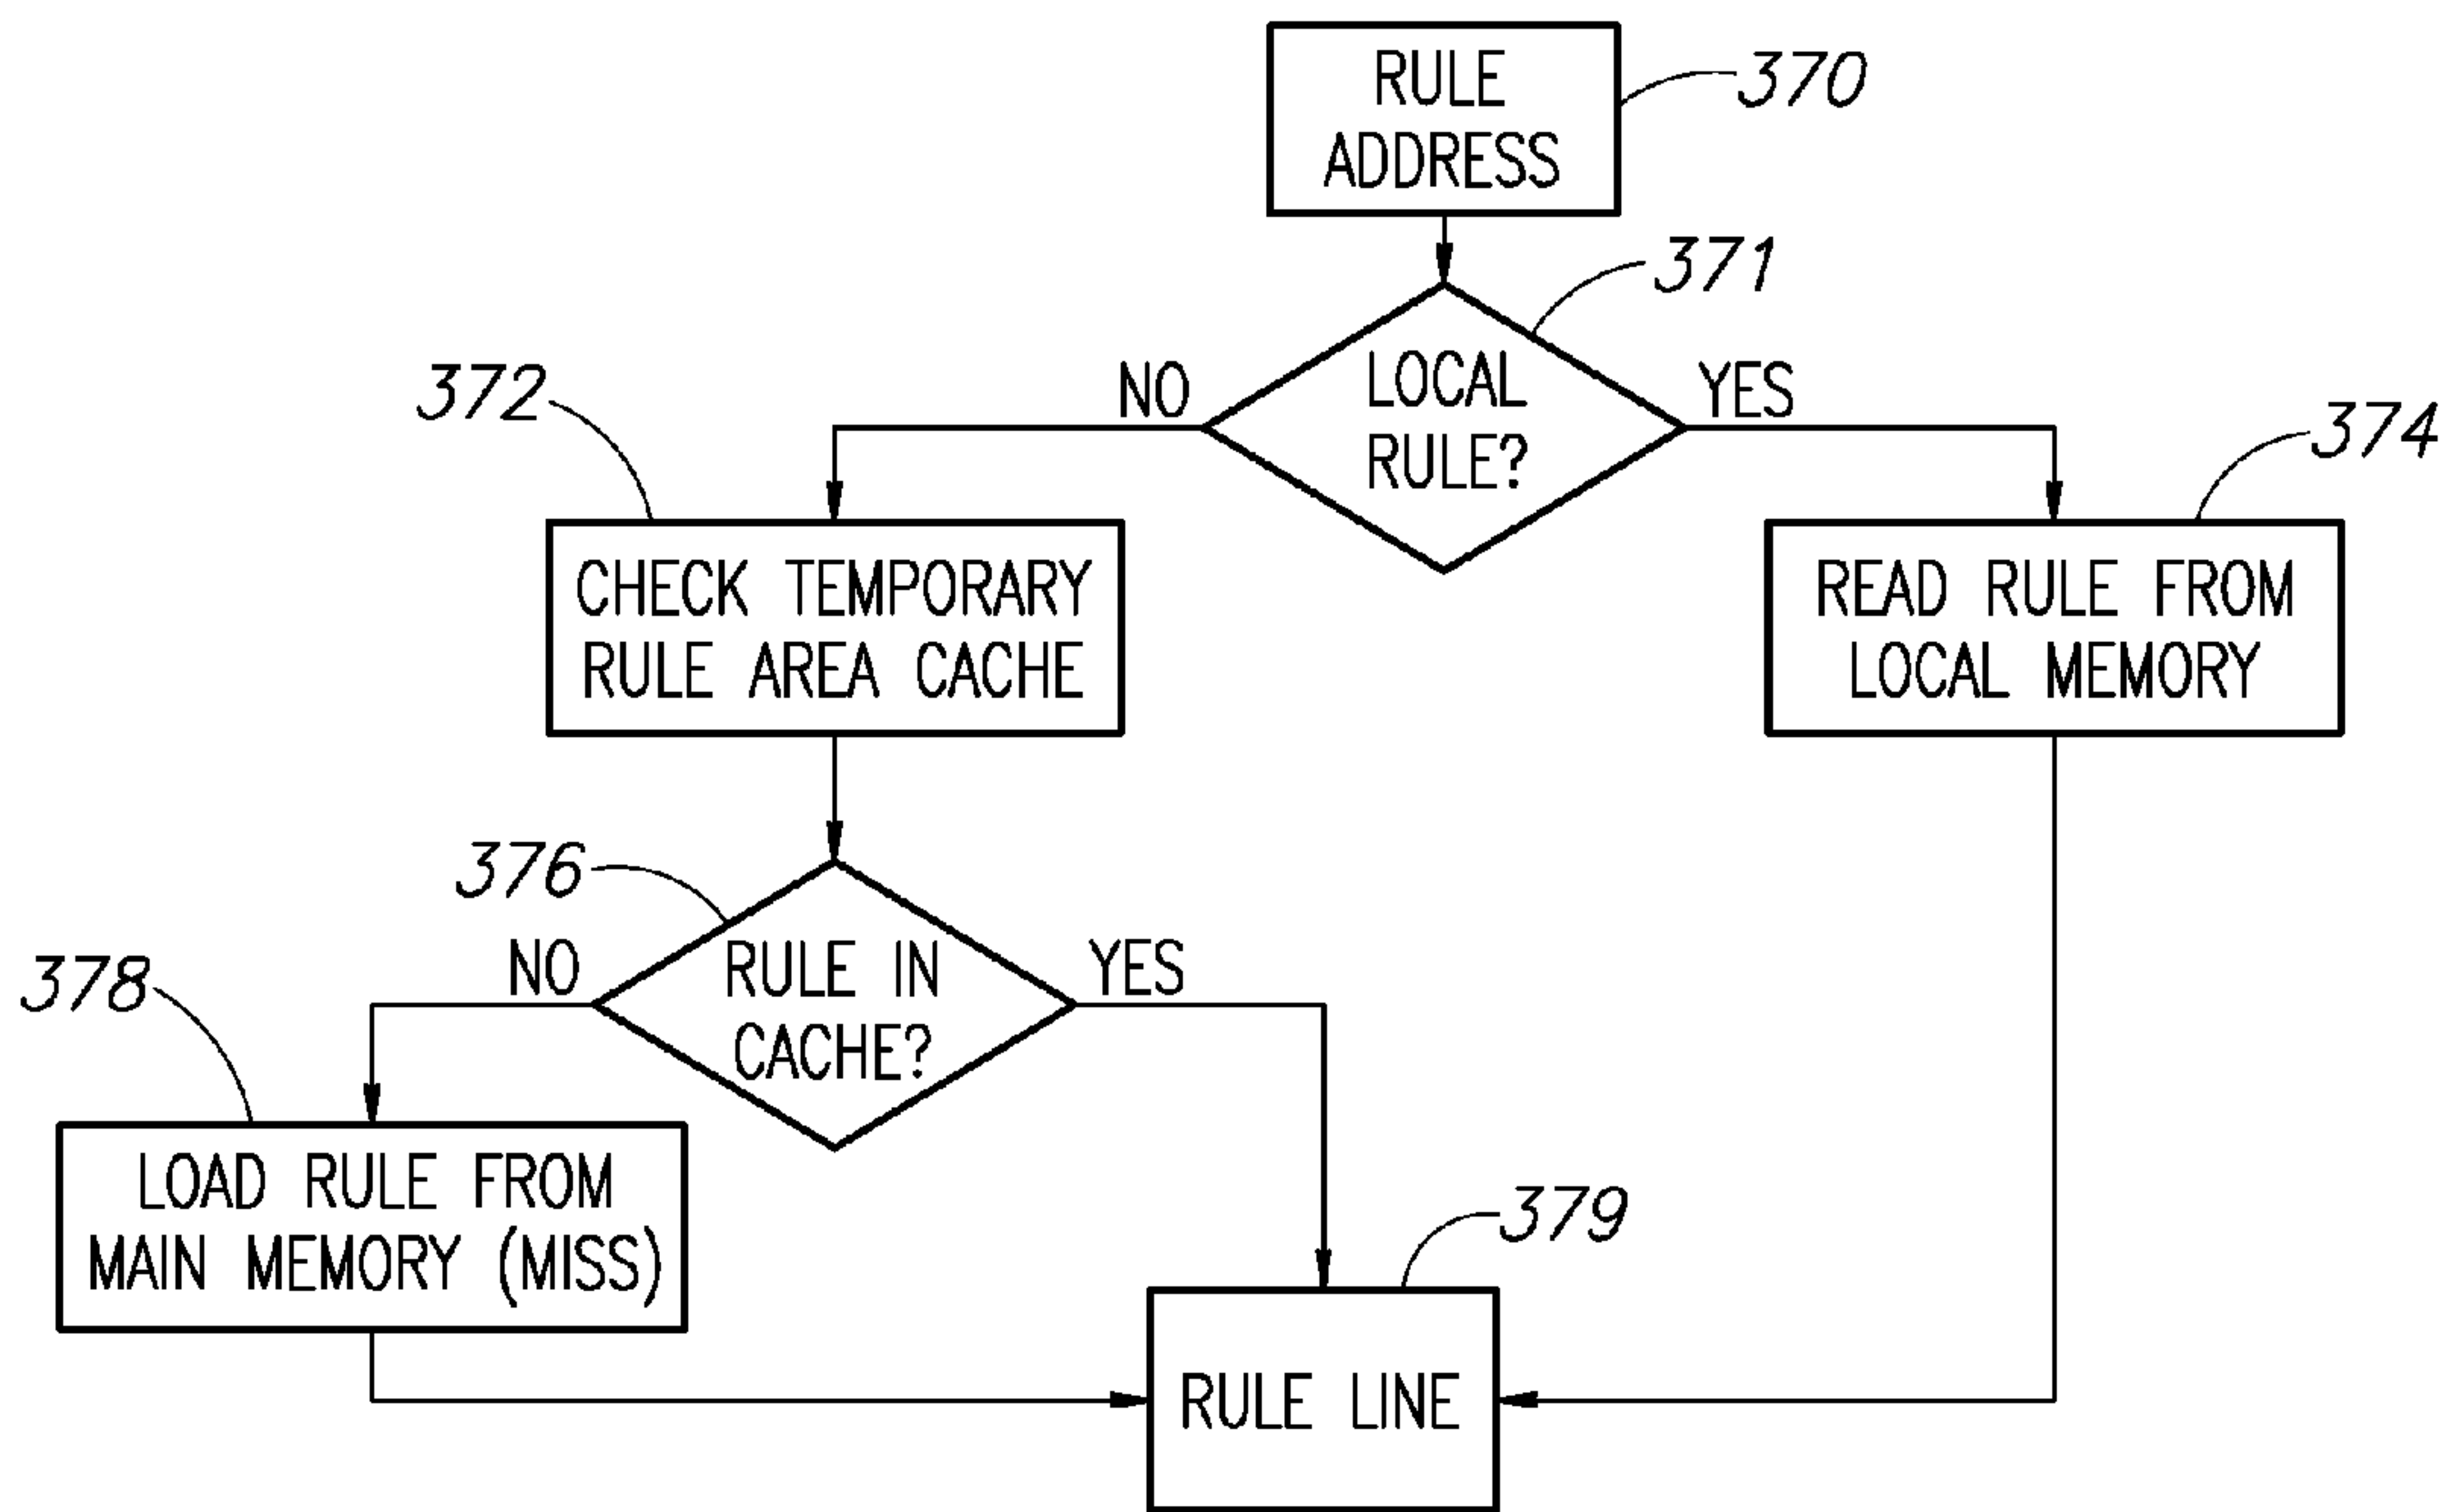 RULE
ADDRESS
370
371
LOCAL
RULE?
NO
YES
372
374
CHECK TEMPORARY
RULE AREA CACHE
READ RULE FROM
LOCAL MEMORY
376
RULE IN
CACHE?
NO
YES
378
LOAD RULE FROM
MAIN MEMORY (MISS)
379
RULE LINE